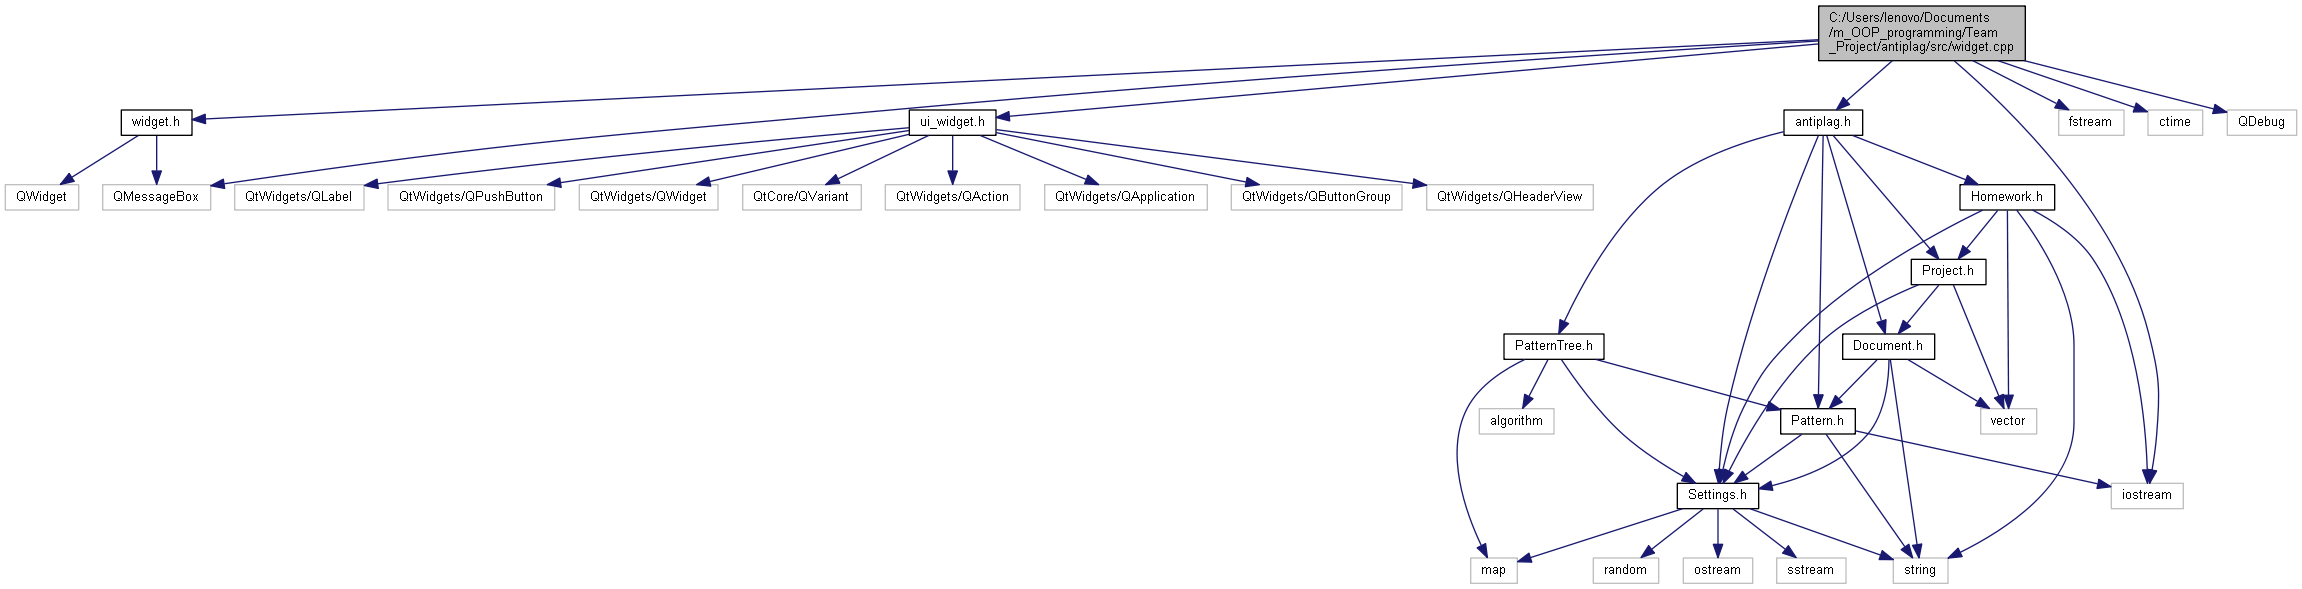 C:/Users/lenovo/Documents
/m_OOP_programming/Team
_Project/antiplag/src/widget.cpp
widget.h
ui_widget.h
antiplag.h
fstream
ctime
QDebug
QWidget
QMessageBox
QtWidgets/QLabel
QtWidgets/QPushButton
QtWidgets/QWidget
QtCore/QVariant
QtWidgets/QAction
QtWidgets/QApplication
QtWidgets/QButtonGroup
QtWidgets/QHeaderView
Homework.h
Project.h
PatternTree.h
Document.h
algorithm
Pattern.h
vector
Settings.h
iostream
map
random
ostream
sstream
string